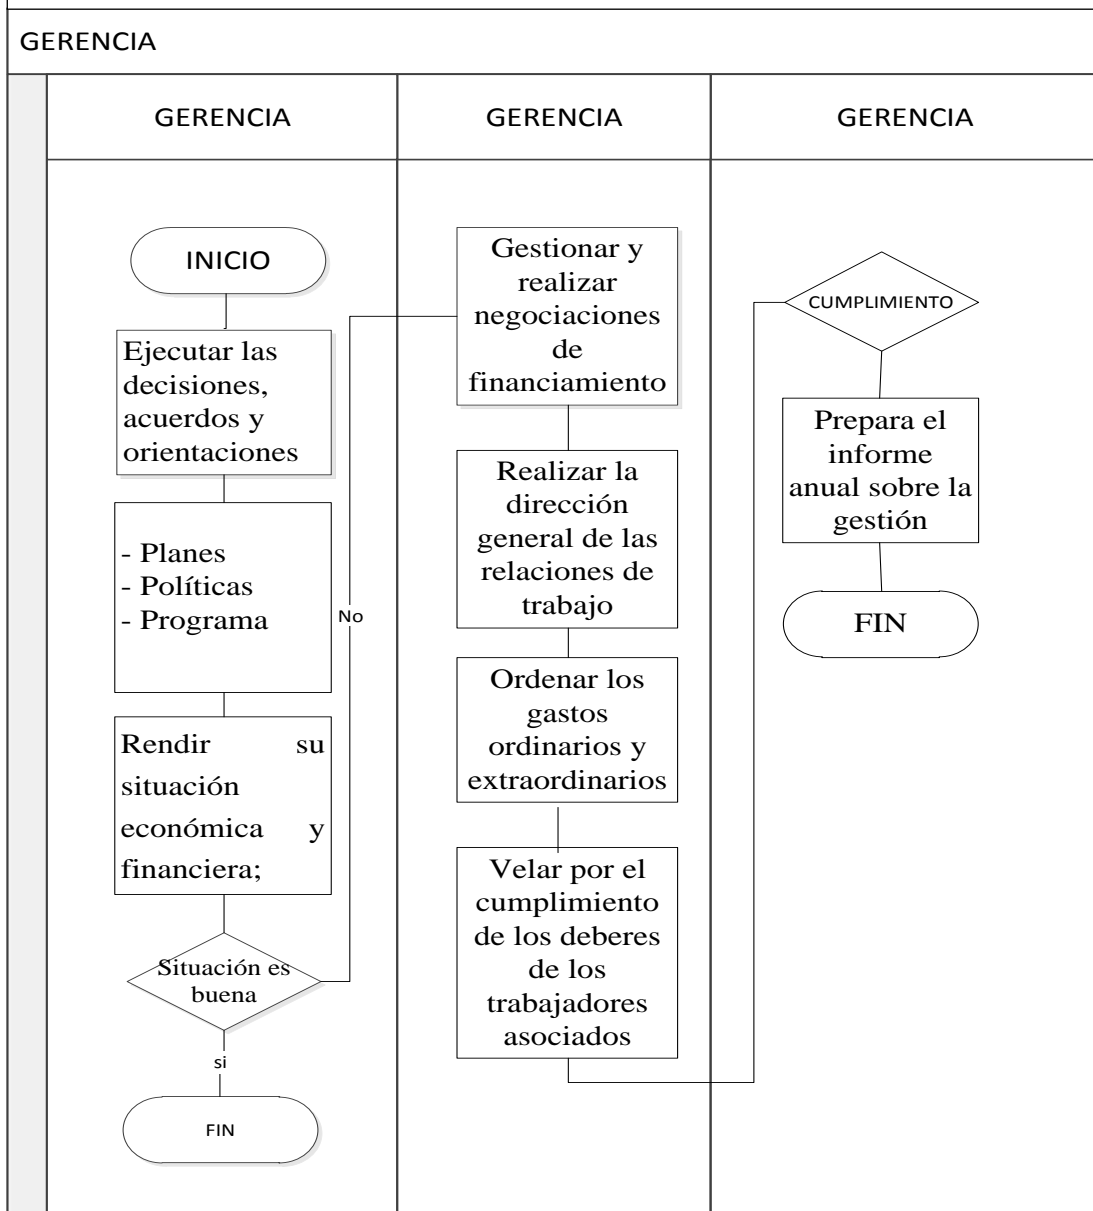 GERENCIA
GERENCIA
GERENCIA
GERENCIA
INICIO
Ejecutar las
decisiones,
acuerdos y
orientaciones
- Planes
- Políticas
- Programa
Rendir su
situación
económica y
financiera;
Situación es
buena
No
si
FIN
Gestionar y
realizar
negociaciones
de
financiamiento
Realizar la
dirección
general de las
relaciones de
trabajo
Ordenar los
gastos
ordinarios y
extraordinarios
Velar por el
cumplimiento
de los deberes
de los
trabajadores
asociados
CUMPLIMIENTO
Prepara el
informe
anual sobre la
gestión
FIN